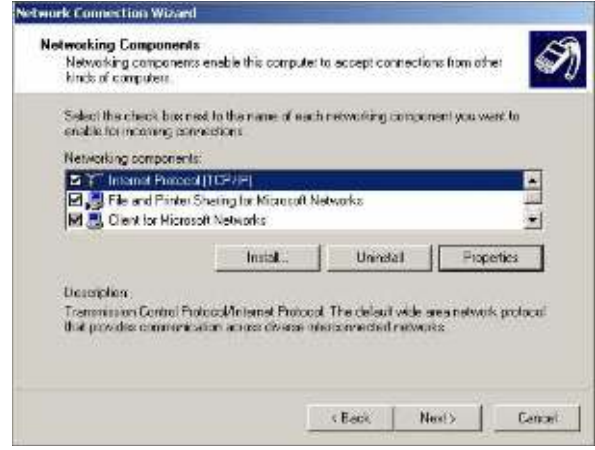 Network Connection Wizard
Networking Components
Networking components enable this computer to accept connections from other
kinds of computers.
Select the check box next to the name of each networking component you want to
enable for incoming connections.
Networking components:
Internet Protocol (TCP/IP)
File and Printer Sharing for Microsoft Networks
Client for Microsoft Networks
Install...
Uninstall
Properties
Description:
Transmission Control Protocol/Internet Protocol. The default wide area network protocol
that provides communication across diverse interconnected networks.
< Back
Next >
Cancel